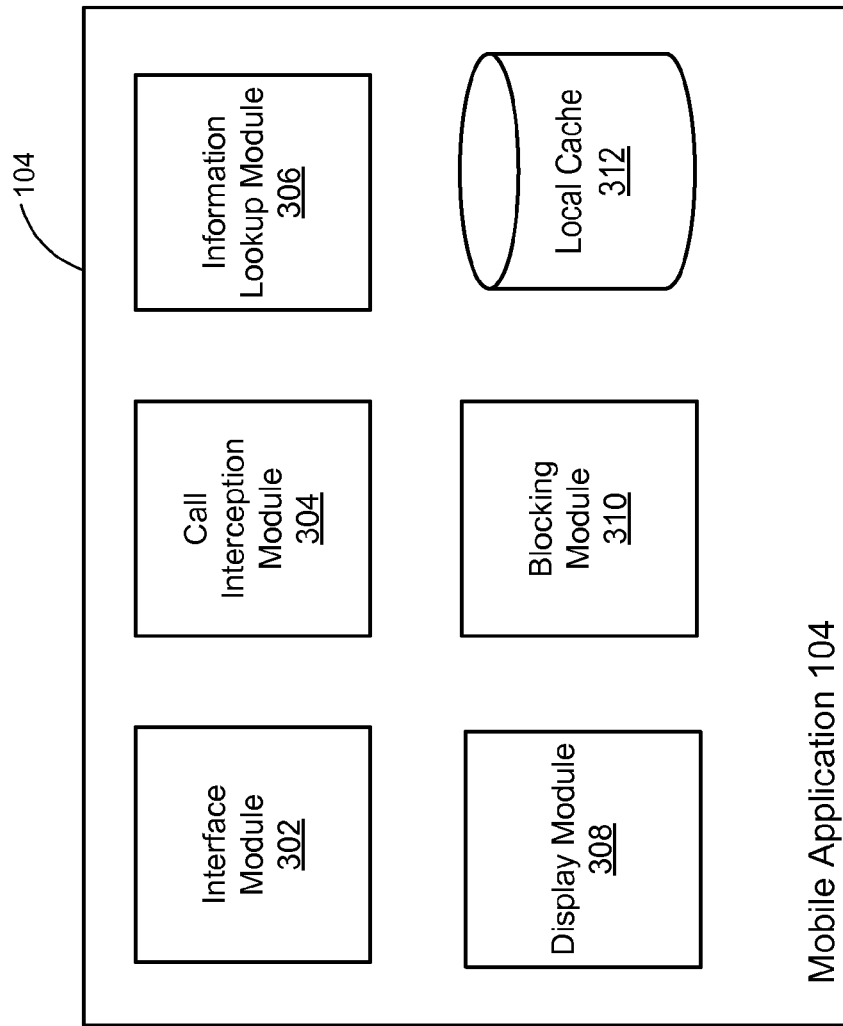 104
Interface
Module
302
Call
Interception
Module
304
Information
Lookup Module
306
Display Module
308
Blocking
Module
310
Local Cache
312
Mobile Application 104